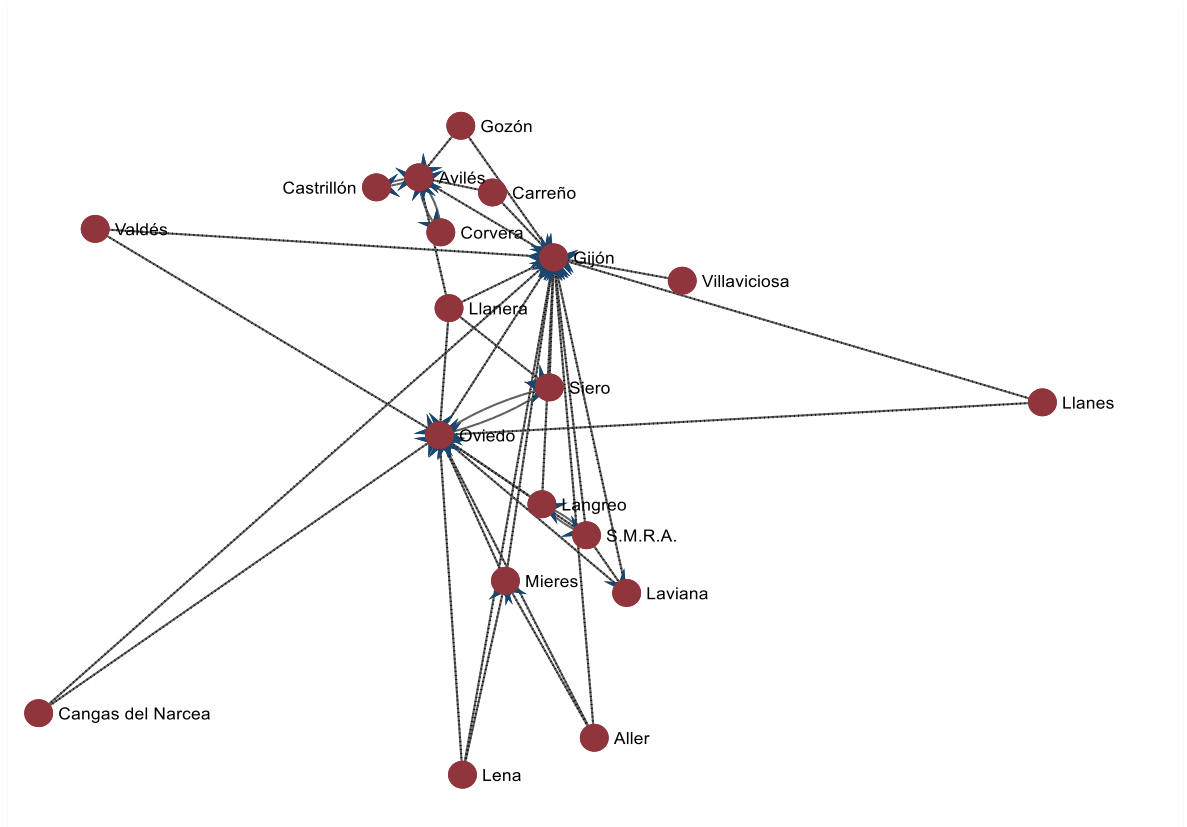 Gozón
Avilés
Castrillón
Carreño
Valdés
Corvera
Gijón
Villaviciosa
Llanera
Siero
Llanes
Oviedo
Langreo
S.M.R.A.
Mieres
Laviana
Cangas del Narcea
Aller
Lena